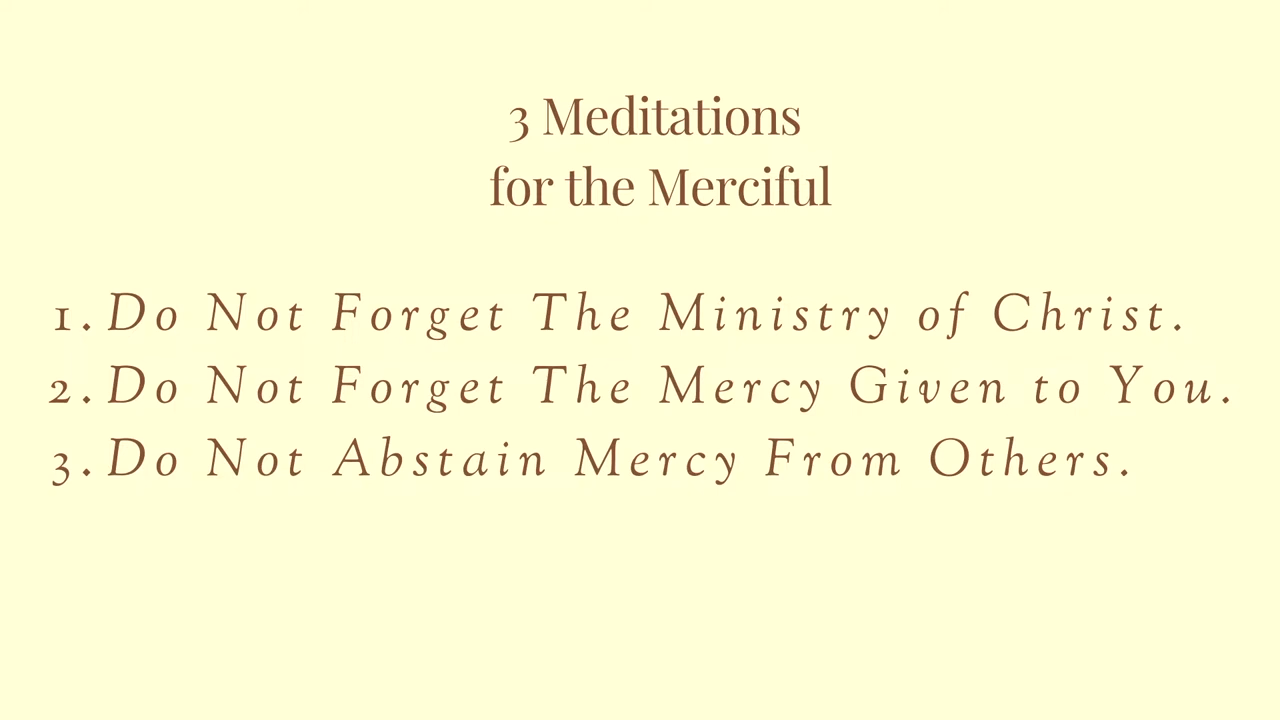 3 Meditations
for the Merciful
1. Do Not Forget The Ministry of Christ.
2. Do Not Forget The Mercy Given to You.
3. Do Not Abstain Mercy From Others.